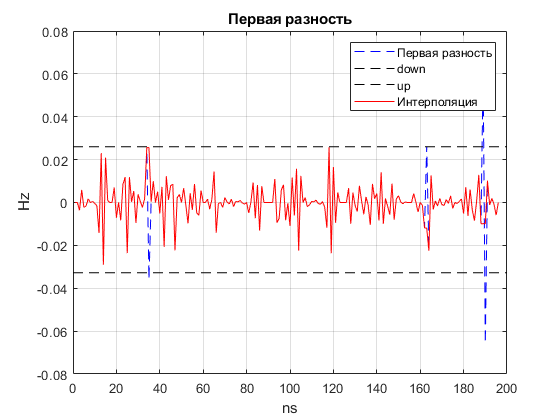 Первая разность
0.08
0.06
0.04
0.02
0
-0.02
-0.04
-0.06
-0.08
Hz
Первая разность
down
up
Интерполяция
0 20 40 60 80 100 120 140 160 180 200
ns